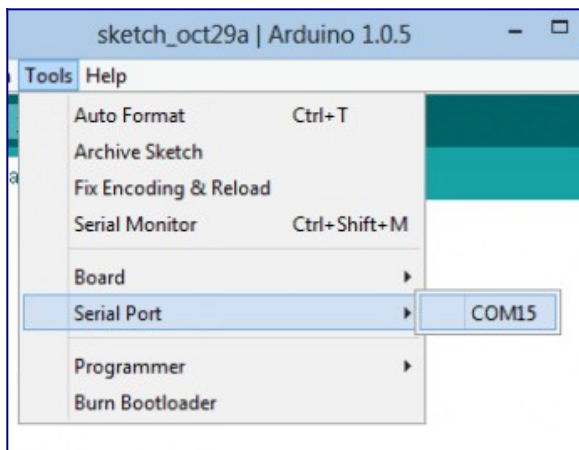 sketch_oct29a | Arduino 1.0.5
Tools Help
Auto Format Ctrl+T
Archive Sketch
Fix Encoding & Reload
Serial Monitor Ctrl+Shift+M
Board
Serial Port COM15
Programmer
Burn Bootloader